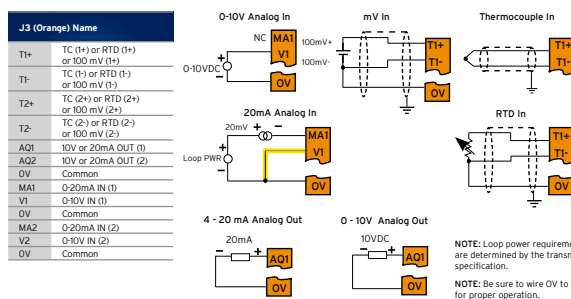 J3 (Orange) Name
T1+ TC (1+) or RTD (1+) or 100 mV (1+)
T1- TC (1-) or RTD (1-) or 100 mV (1-)
T2+ TC (2+) or RTD (2+) or 100 mV (2+)
T2- TC (2-) or RTD (2-) or 100 mV (2-)
AQ1 10V or 20mA OUT (1)
AQ2 10V or 20mA OUT (2)
0V Common
MA1 0-20mA IN (1)
V1 0-10V IN (1)
0V Common
MA2 0-20mA IN (2)
V2 0-10V IN (2)
0V Common
0-10V Analog In
NC MA1
V1
+
0-10VDC
-
0V
mV In
100mV+ T1+
100mV- T1-
0V
Thermocouple In
T1+
T1-
20mA Analog In
20mV + - MA1
V1
+
Loop PWR
-
0V
RTD In
T1+
T1-
0V
4 - 20 mA Analog Out
20mA
- + AQ1
0V
0 - 10V Analog Out
10VDC
- + AQ1
0V
NOTE: Loop power requireme
are determined by the transm
specification.
NOTE: Be sure to wire 0V to
for proper operation.